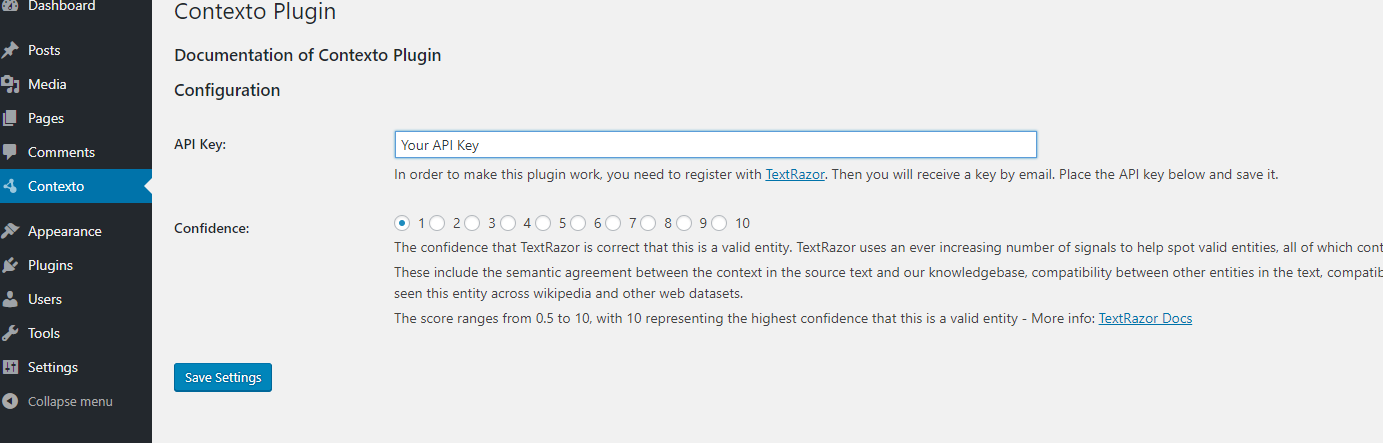 Dashboard
Posts
Media
Pages
Comments
Contexto
Appearance
Plugins
Users
Tools
Settings
Collapse menu
Contexto Plugin
Documentation of Contexto Plugin
Configuration
API Key:
Your API Key
In order to make this plugin work, you need to register with TextRazor. Then you will receive a key by email. Place the API key below and save it.
Confidence:
1 2 3 4 5 6 7 8 9 10
The confidence that TextRazor is correct that this is a valid entity. TextRazor uses an ever increasing number of signals to help spot valid entities, all of which cont
These include the semantic agreement between the context in the source text and our knowledgebase, compatibility between other entities in the text, compatib
seen this entity across wikipedia and other web datasets.
The score ranges from 0.5 to 10, with 10 representing the highest confidence that this is a valid entity - More info: TextRazor Docs
Save Settings